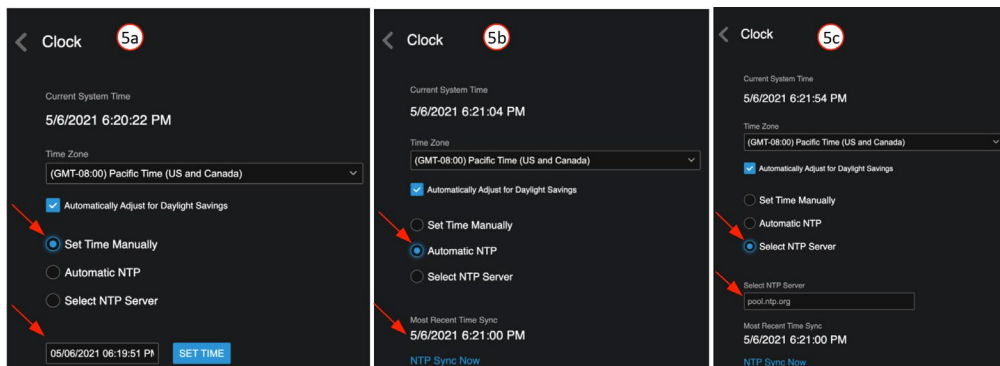 Clock 5a
Current System Time
5/6/2021 6:20:22 PM
Time Zone
(GMT-08:00) Pacific Time (US and Canada)
Automatically Adjust for Daylight Savings
Set Time Manually
Automatic NTP
Select NTP Server
05/06/2021 06:19:51 PM SET TIME
Clock 5b
Current System Time
5/6/2021 6:21:04 PM
Time Zone
(GMT-08:00) Pacific Time (US and Canada)
Automatically Adjust for Daylight Savings
Set Time Manually
Automatic NTP
Select NTP Server
Most Recent Time Sync
5/6/2021 6:21:00 PM
NTP Sync Now
Clock 5c
Current System Time
5/6/2021 6:21:54 PM
Time Zone
(GMT-08:00) Pacific Time (US and Canada)
Automatically Adjust for Daylight Savings
Set Time Manually
Automatic NTP
Select NTP Server
Select NTP Server
pool.ntp.org
Most Recent Time Sync
5/6/2021 6:21:00 PM
NTP Sync Now